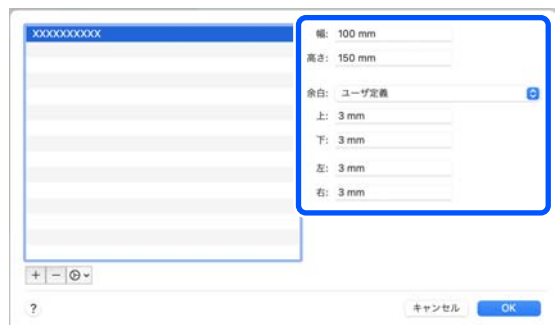 XXXXXXXXXX
幅: 100 mm
高さ: 150 mm
余白: ユーザ定義
上: 3 mm
下: 3 mm
左: 3 mm
右: 3 mm
+ − 
?
キャンセル OK